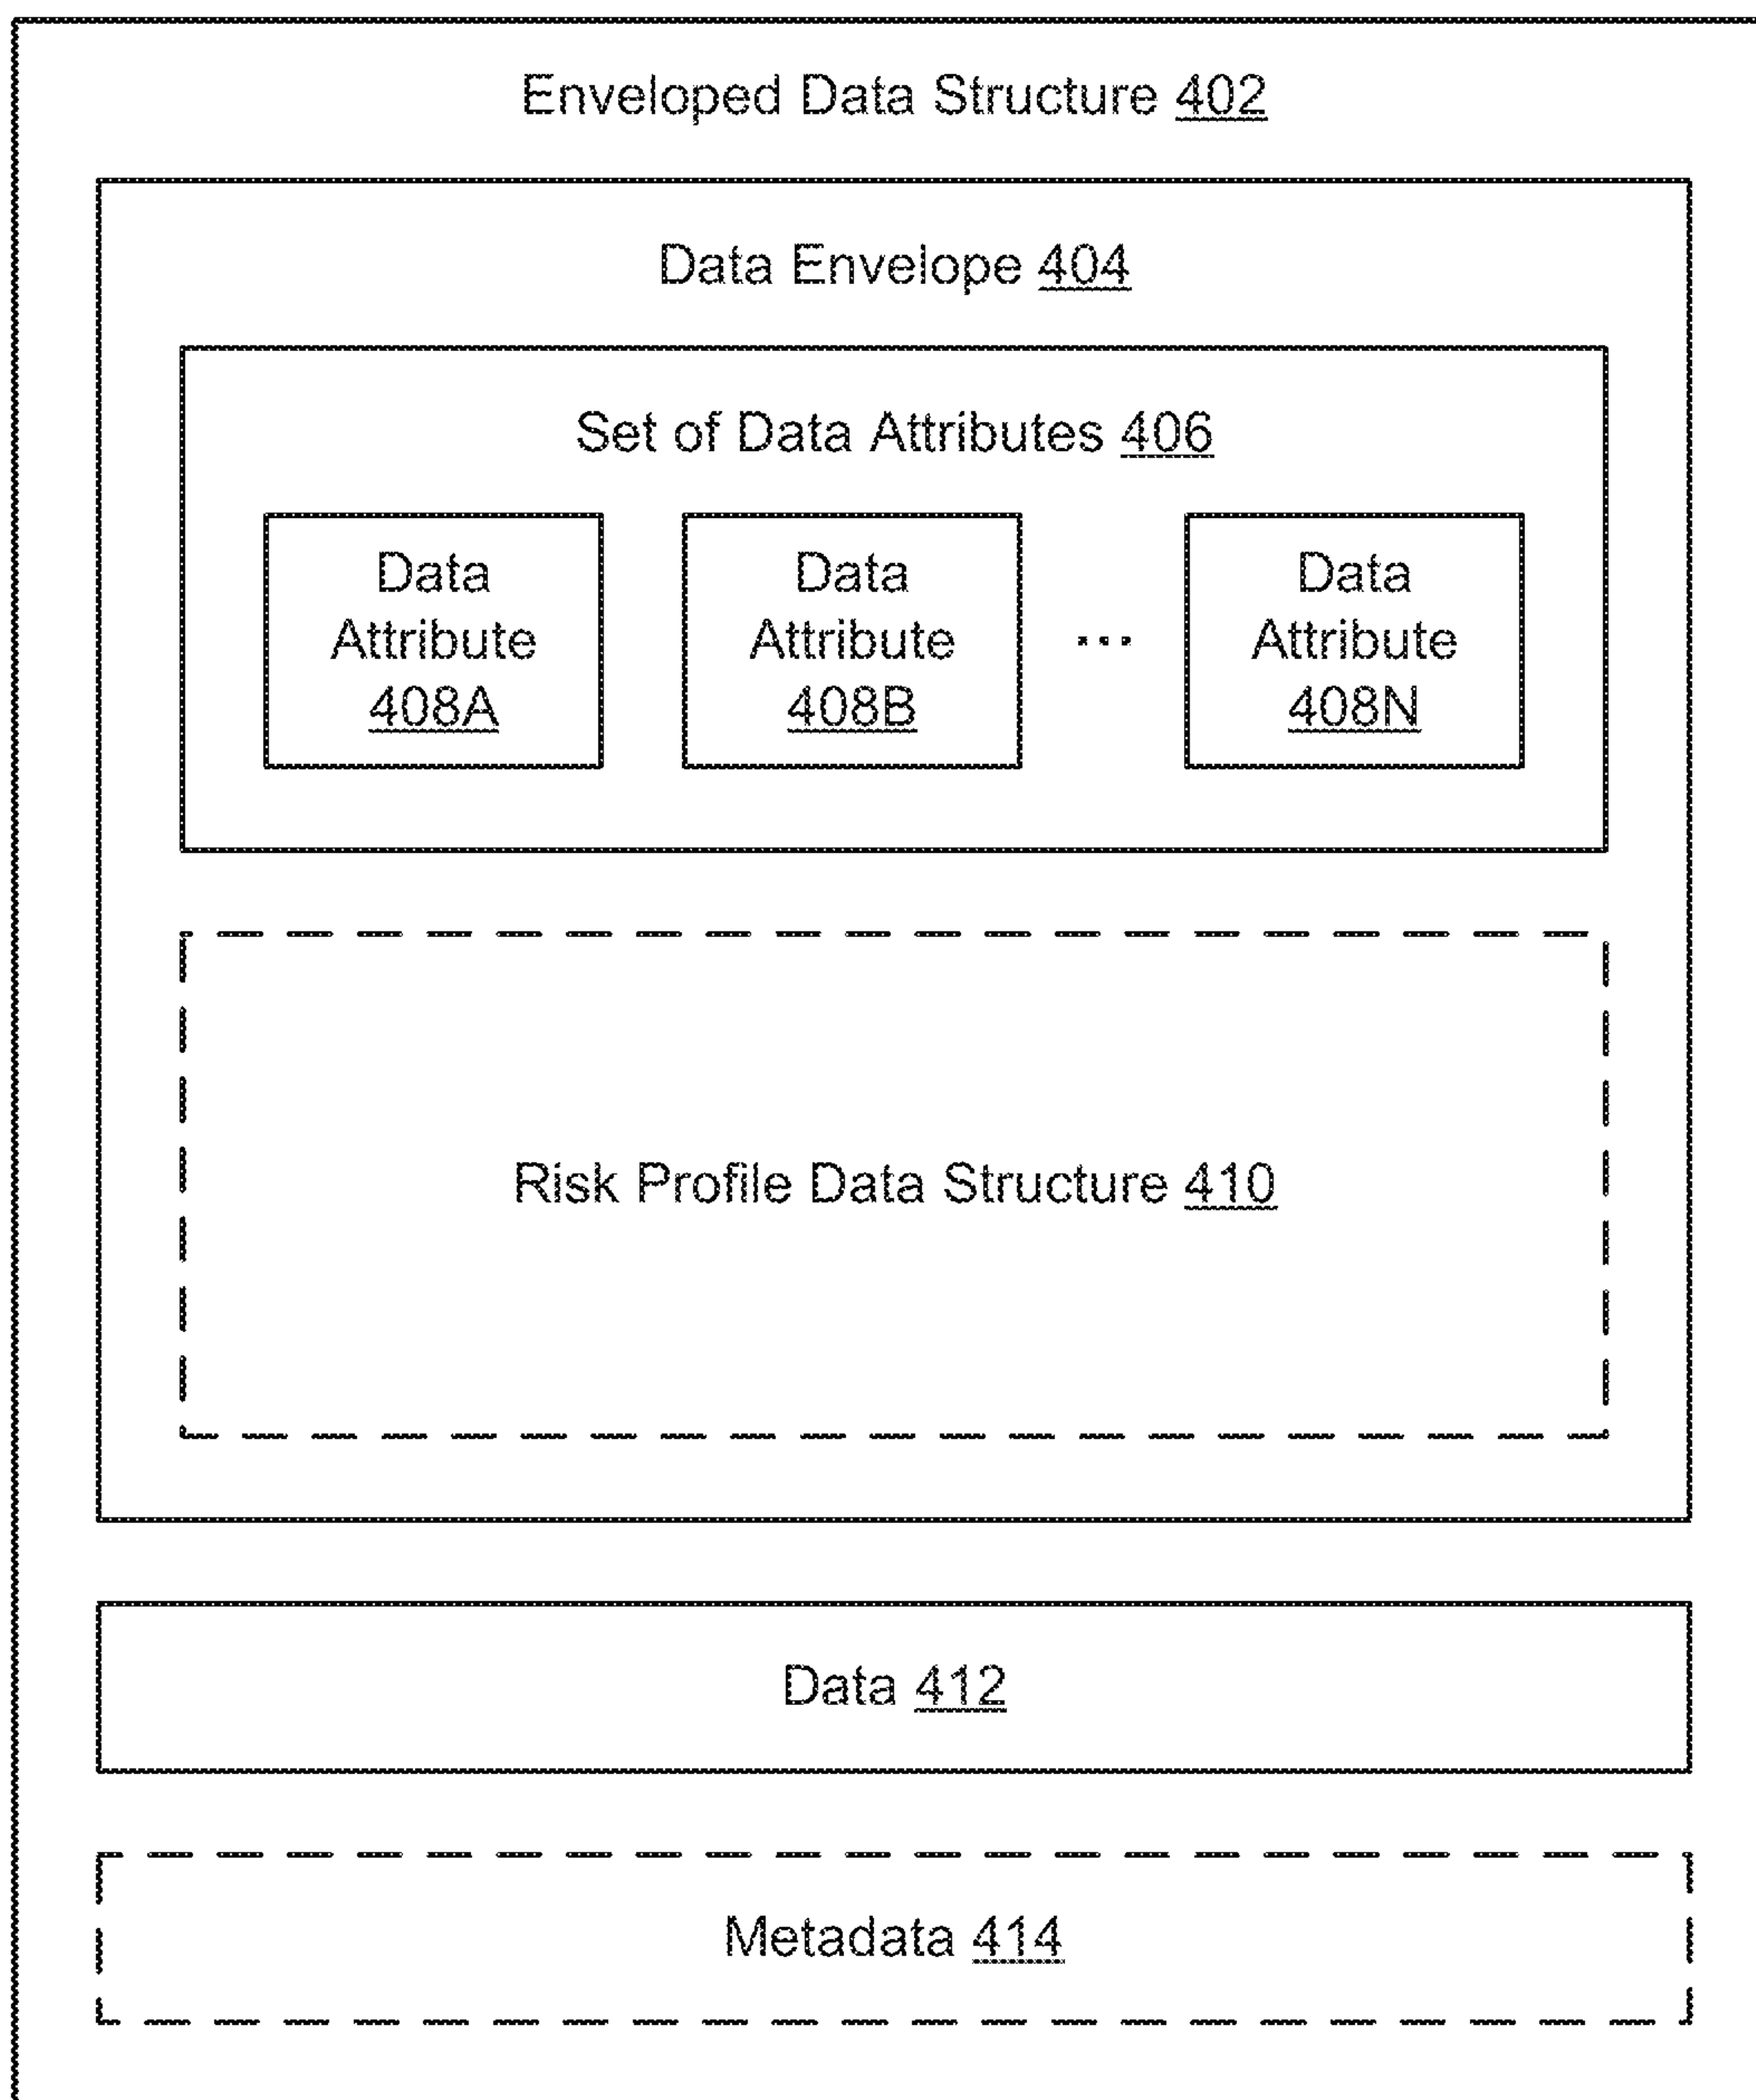 Enveloped Data Structure 402
Data Envelope 404
Set of Data Attributes 406
Data
Attribute
408A
Data
Attribute
408B
...
Data
Attribute
408N
Risk Profile Data Structure 410
Data 412
Metadata 414